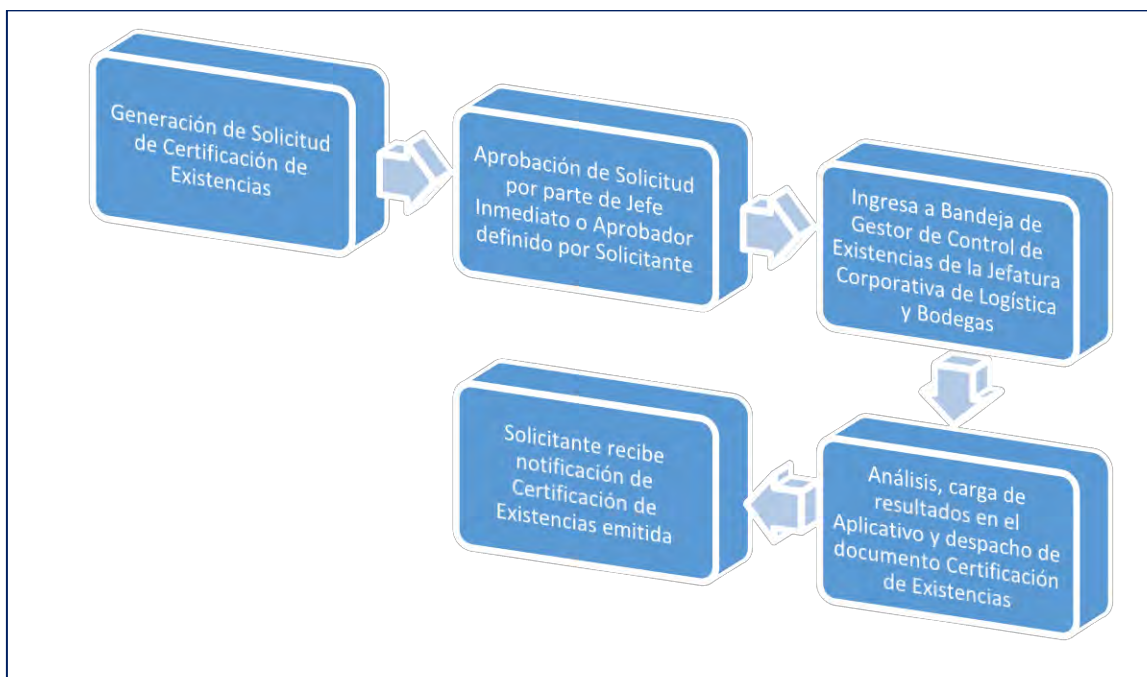 Generación de Solicitud
de Certificación de
Existencias
Aprobación de Solicitud
por parte de Jefe
Inmediato o Aprobador
definido por Solicitante
Ingresa a Bandeja de
Gestor de Control de
Existencias de la Jefatura
Corporativa de Logística
y Bodegas
Análisis, carga de
resultados en el
Aplicativo y despacho de
documento Certificación
de Existencias
Solicitante recibe
notificación de
Certificación de
Existencias emitida